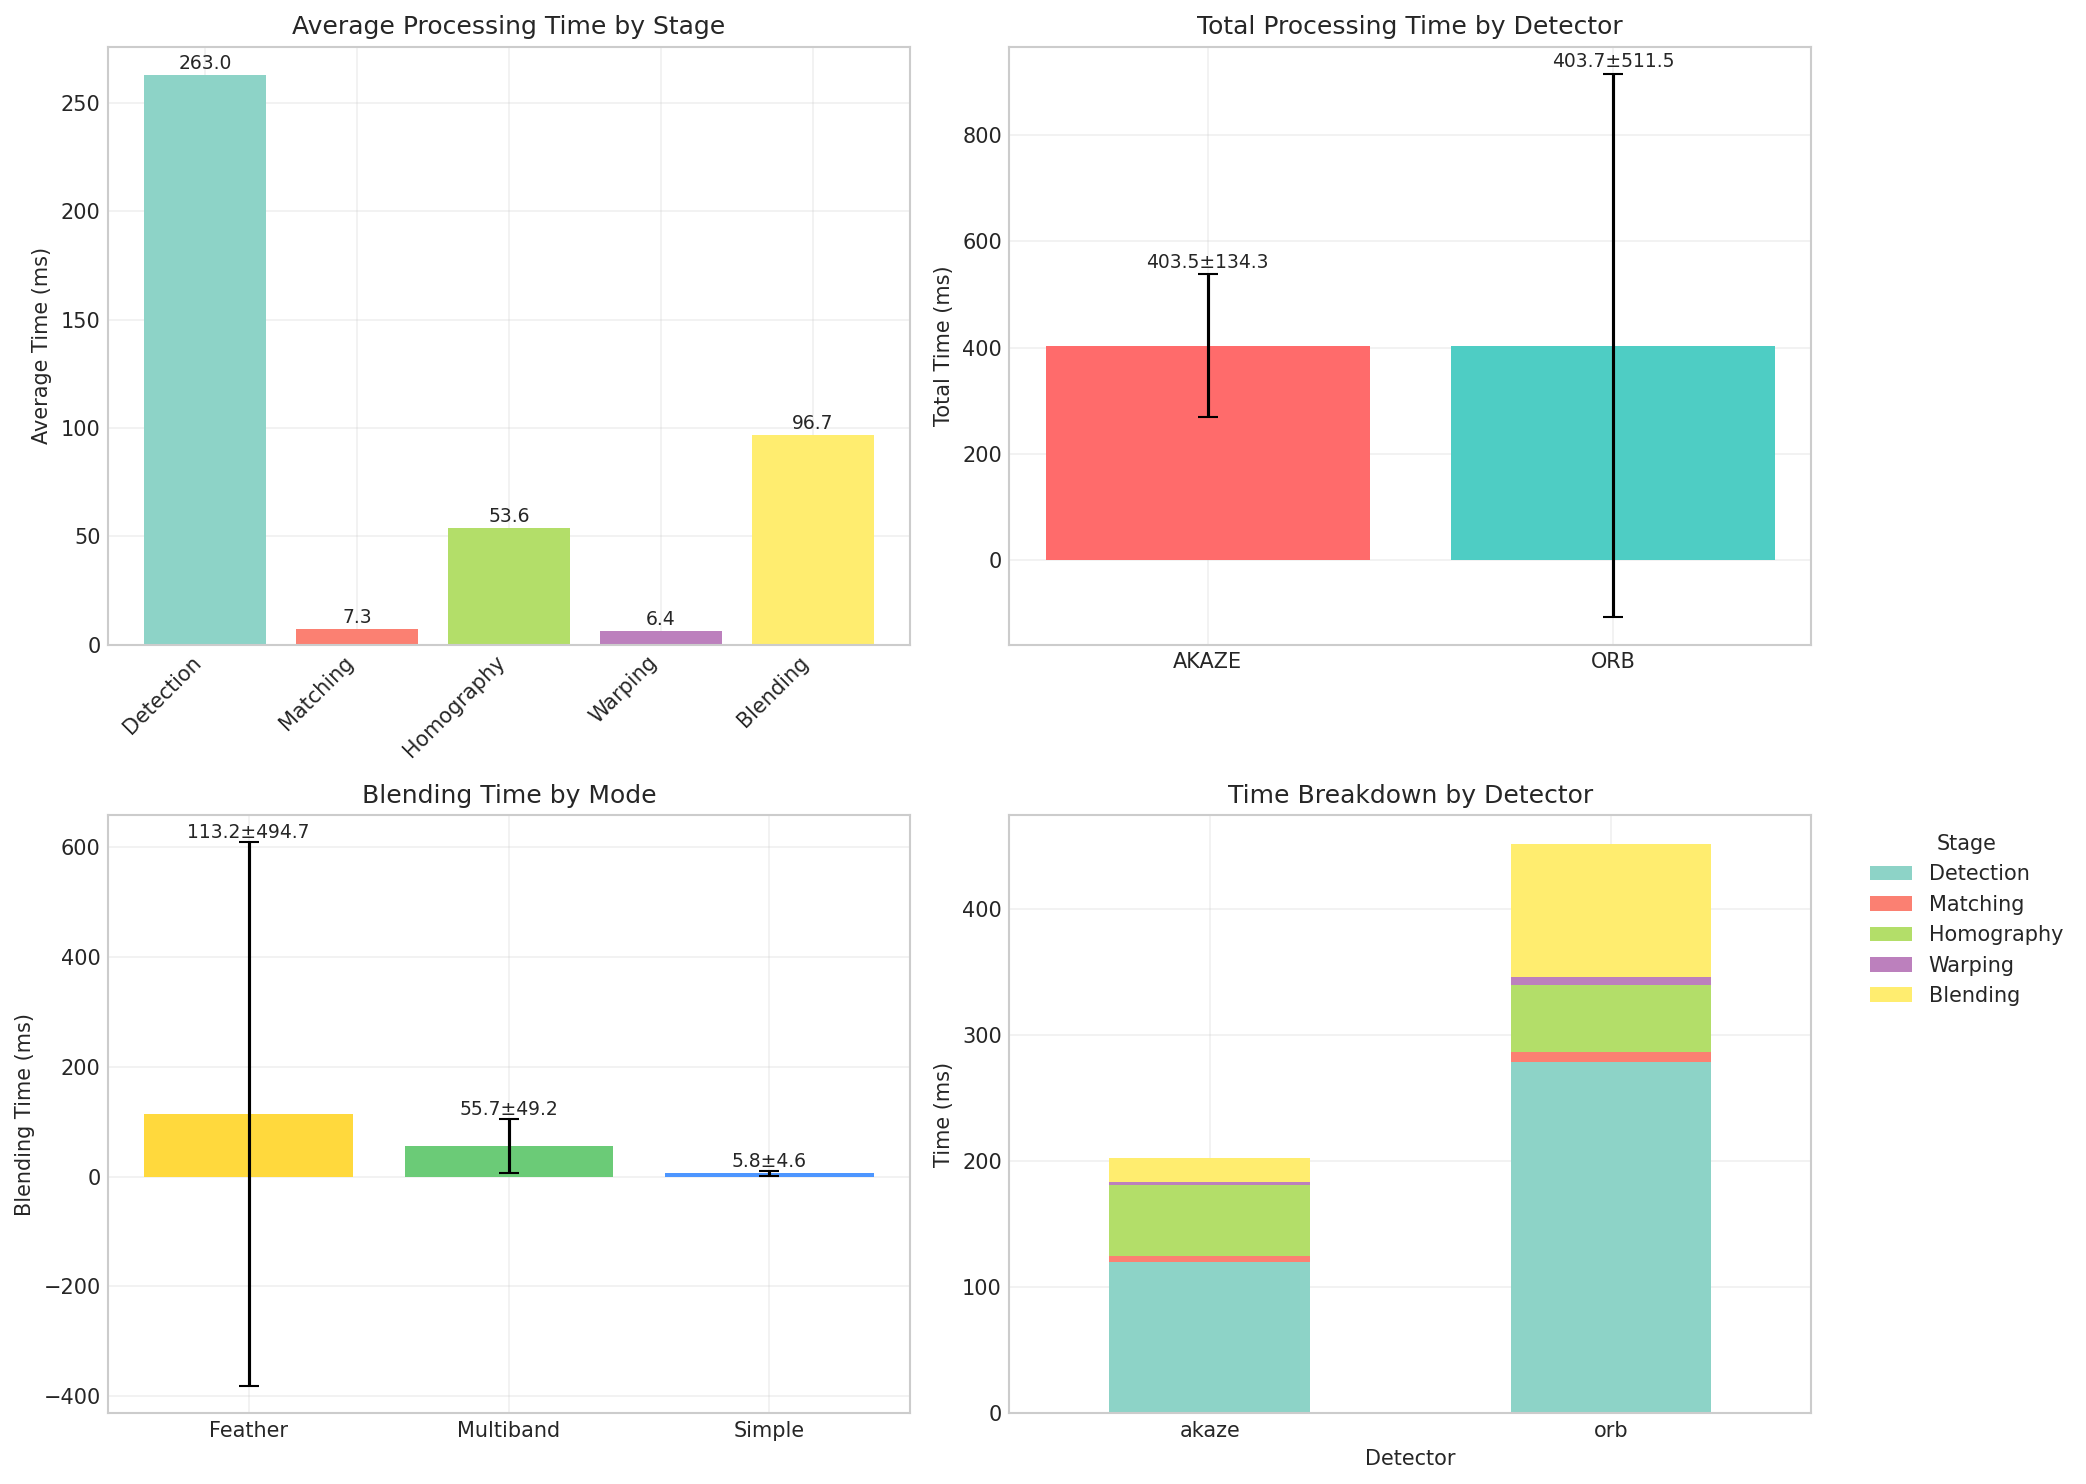 Average Processing Time by Stage
Average Time (ms)
250
200
150
100
50
0
263.0
7.3
53.6
6.4
96.7
Detection
Matching
Homography
Warping
Blending
Total Processing Time by Detector
Total Time (ms)
800
600
400
200
0
403.5±134.3
403.7±511.5
AKAZE
ORB
Blending Time by Mode
Blending Time (ms)
600
400
200
0
−200
−400
113.2±494.7
55.7±49.2
5.8±4.6
Feather
Multiband
Simple
Time Breakdown by Detector
Time (ms)
400
300
200
100
0
akaze
orb
Detector
Stage
Detection
Matching
Homography
Warping
Blending